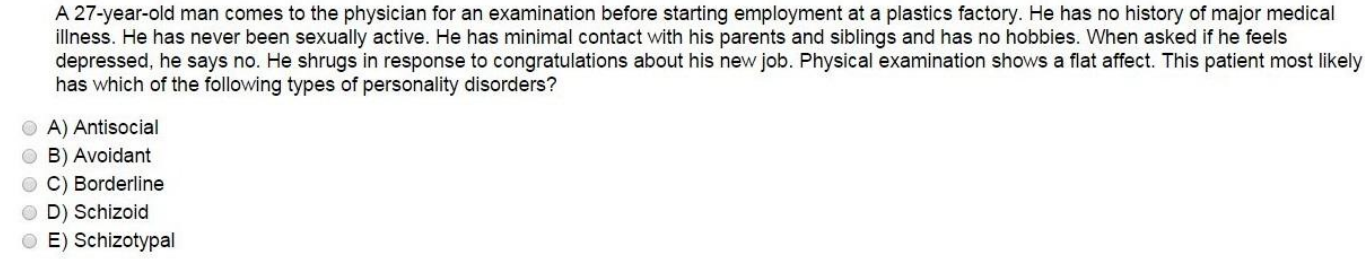 A 27-year-old man comes to the physician for an examination before starting employment at a plastics factory. He has no history of major medical
illness. He has never been sexually active. He has minimal contact with his parents and siblings and has no hobbies. When asked if he feels
depressed, he says no. He shrugs in response to congratulations about his new job. Physical examination shows a flat affect. This patient most likely
has which of the following types of personality disorders?
A) Antisocial
B) Avoidant
C) Borderline
D) Schizoid
E) Schizotypal